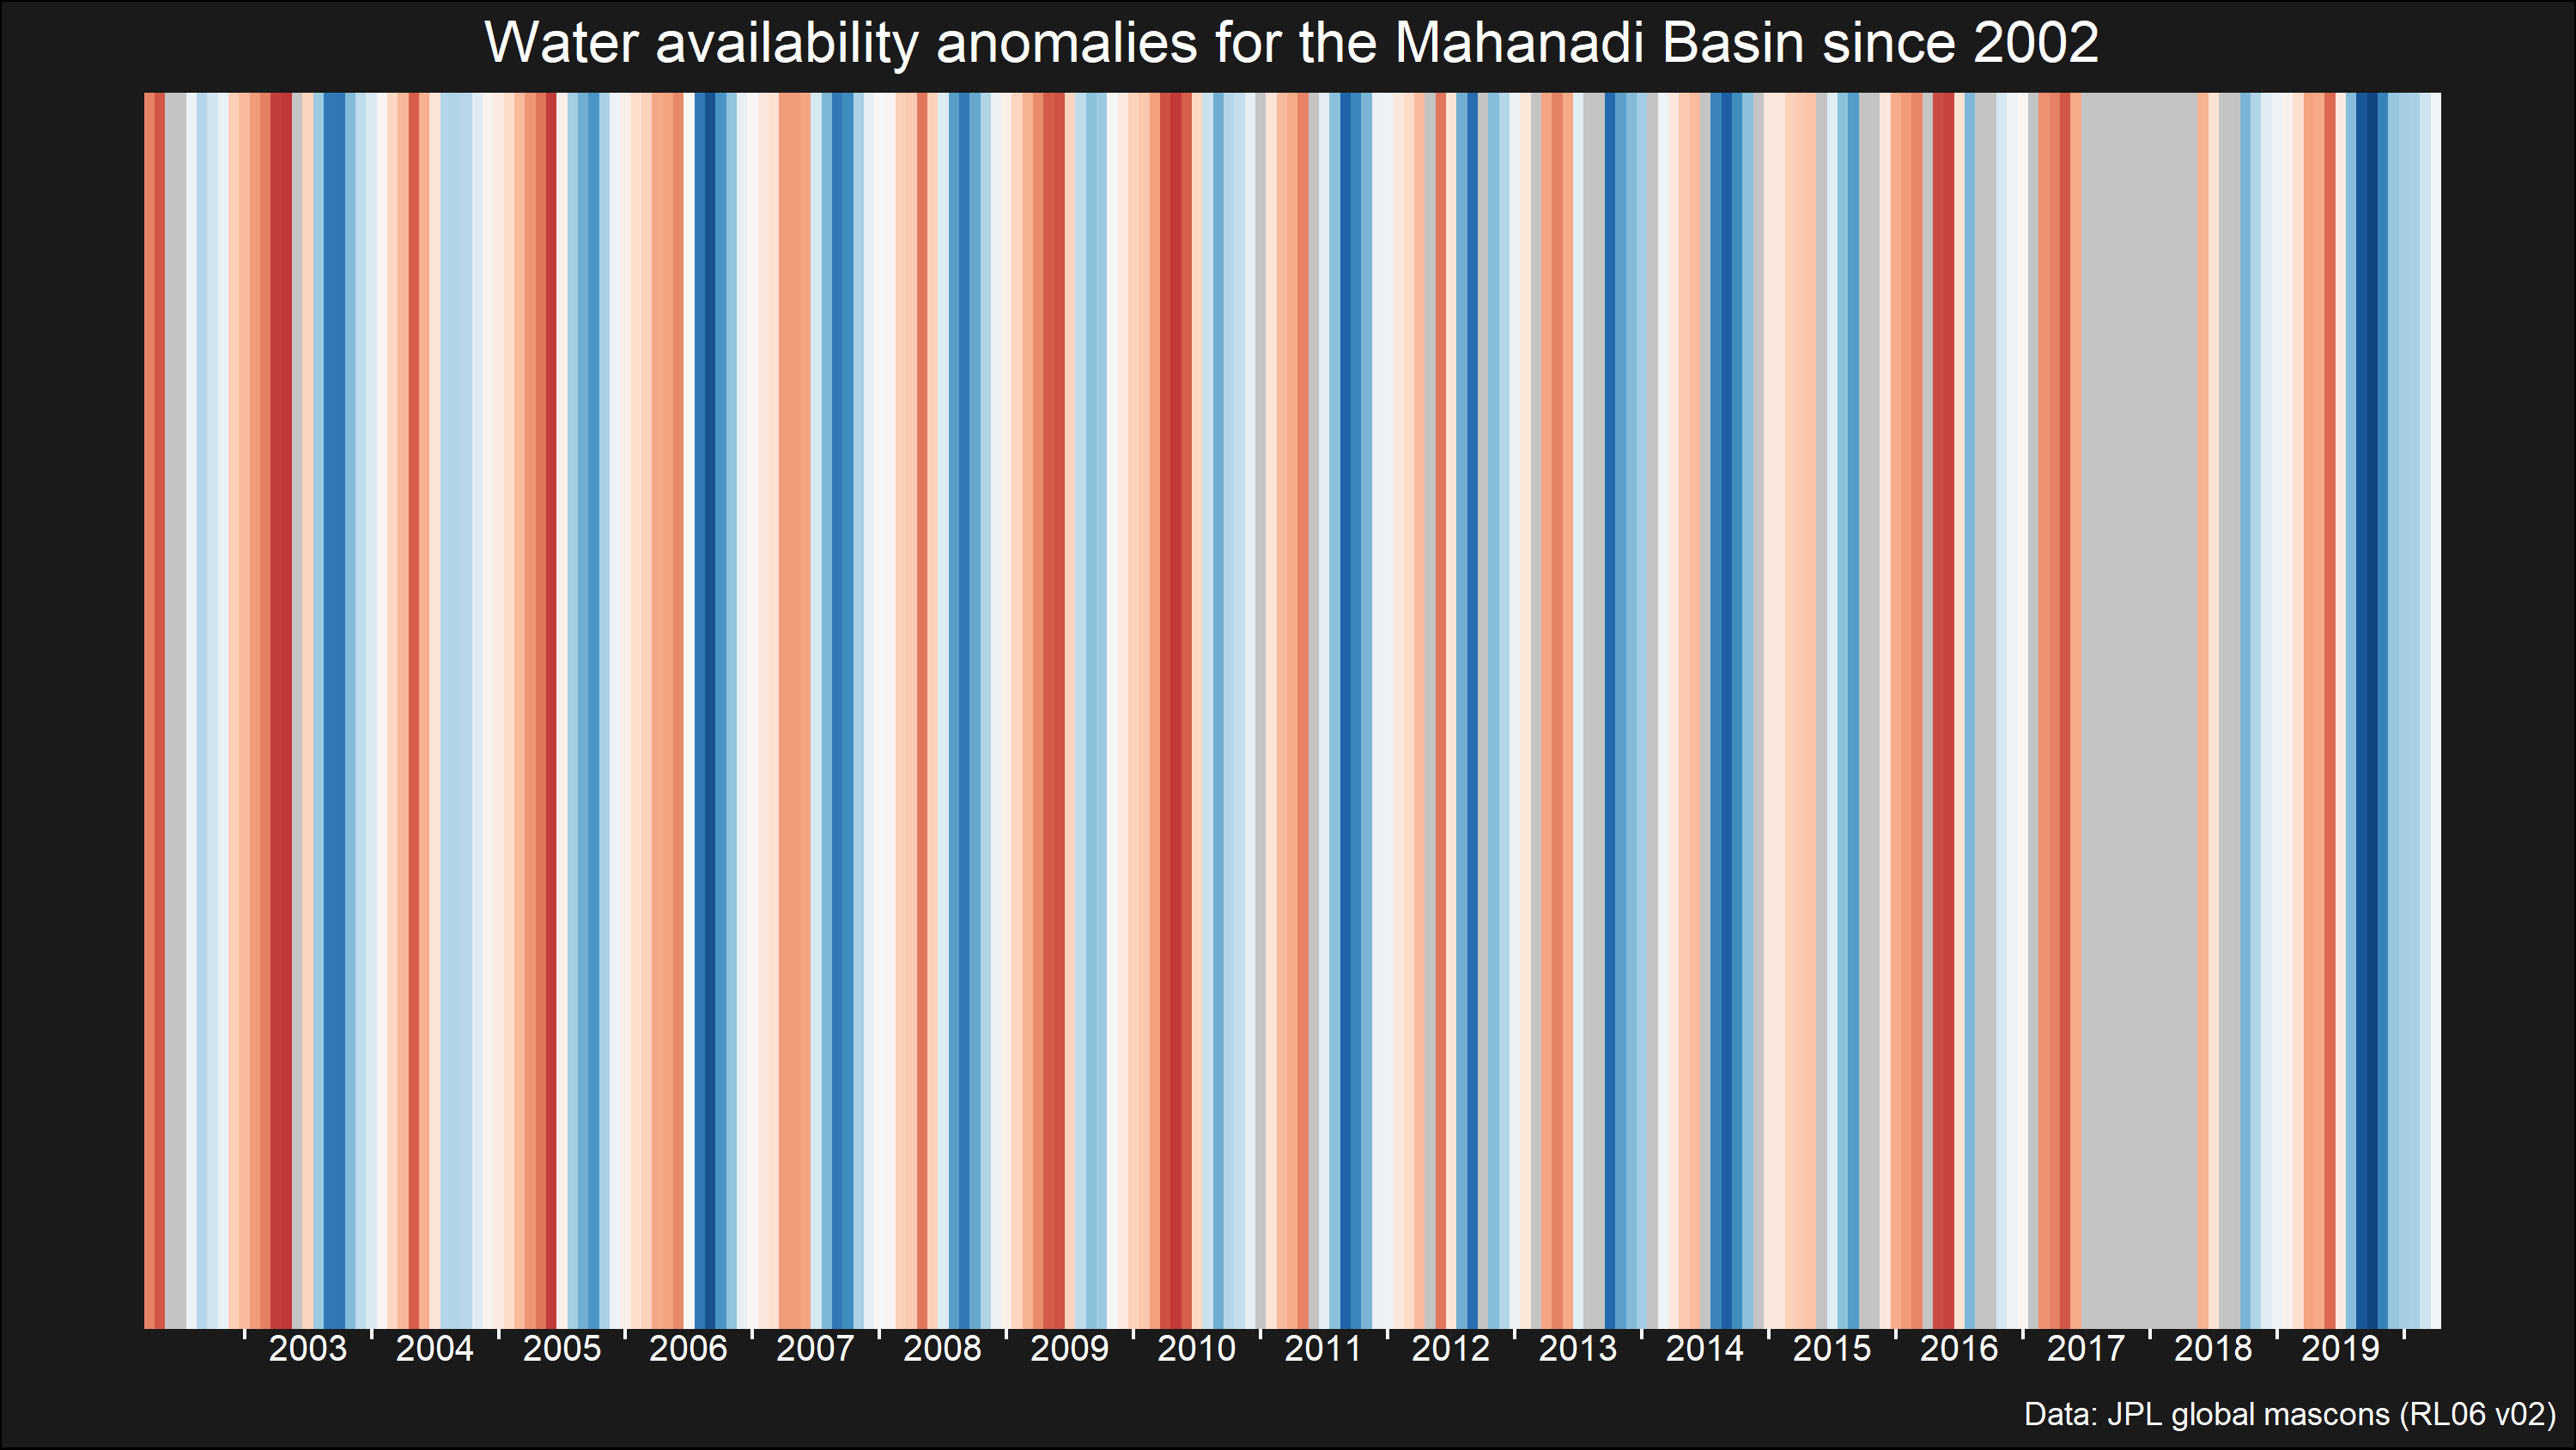 Water availability anomalies for the Mahanadi Basin since 2002
2003 2004 2005 2006 2007 2008 2009 2010 2011 2012 2013 2014 2015 2016 2017 2018 2019
Data: JPL global mascons (RL06 v02)